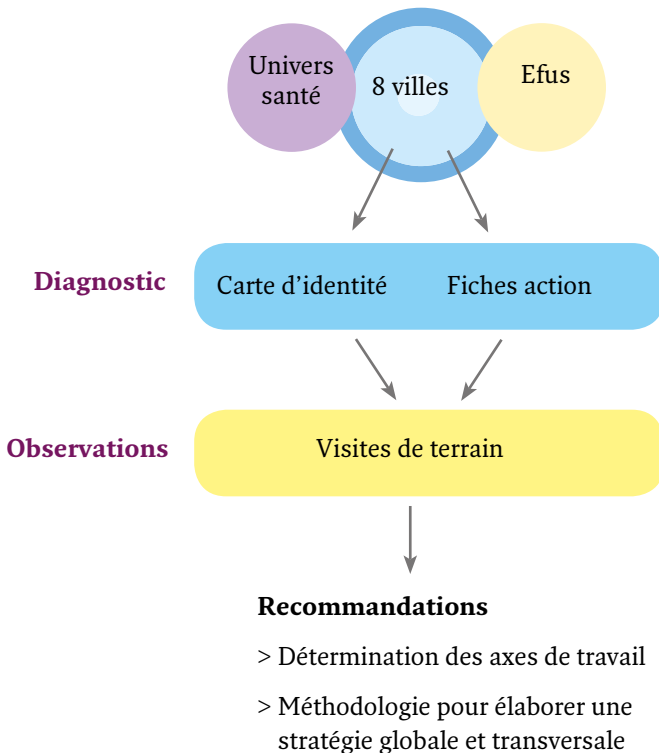 Univers
santé
8 villes
Efus
Diagnostic
Carte d’identité
Fiches action
Observations
Visites de terrain
Recommandations
> Détermination des axes de travail
> Méthodologie pour élaborer une
stratégie globale et transversale